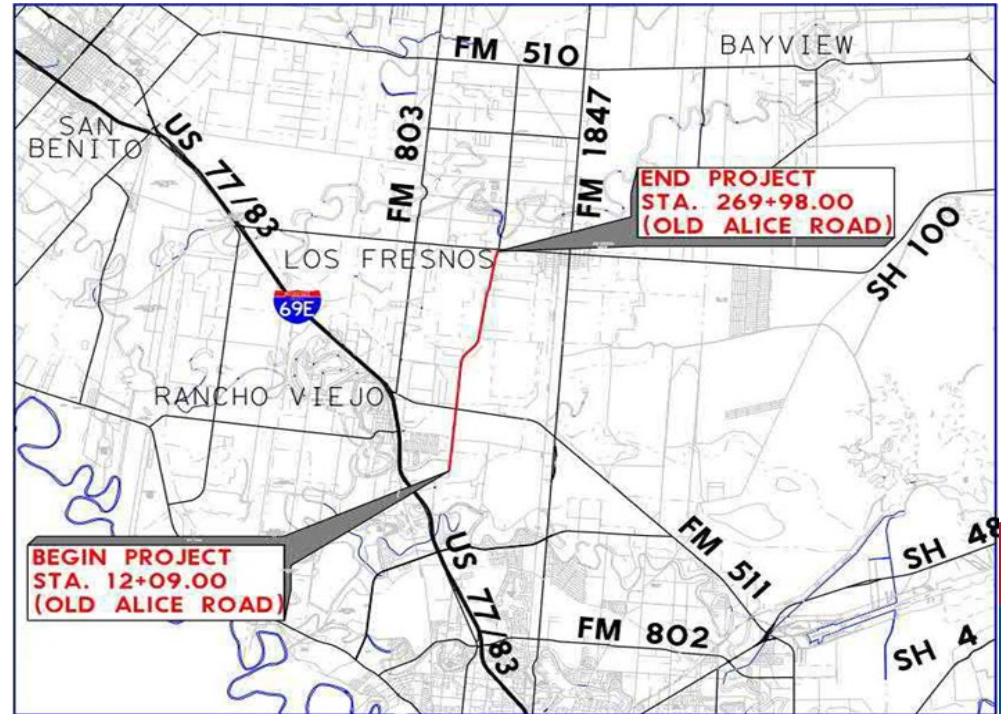 FM 510
BAYVIEW
FM 803
FM 1847
SAN
BENITO
US 77/83
END PROJECT
STA. 269+98.00
(OLD ALICE ROAD)
LOS FRESNOS
SH 100
69E
RANCHO VIEJO
BEGIN PROJECT
STA. 12+09.00
(OLD ALICE ROAD)
US 77/83
FM 511
SH 48
FM 802
SH 4